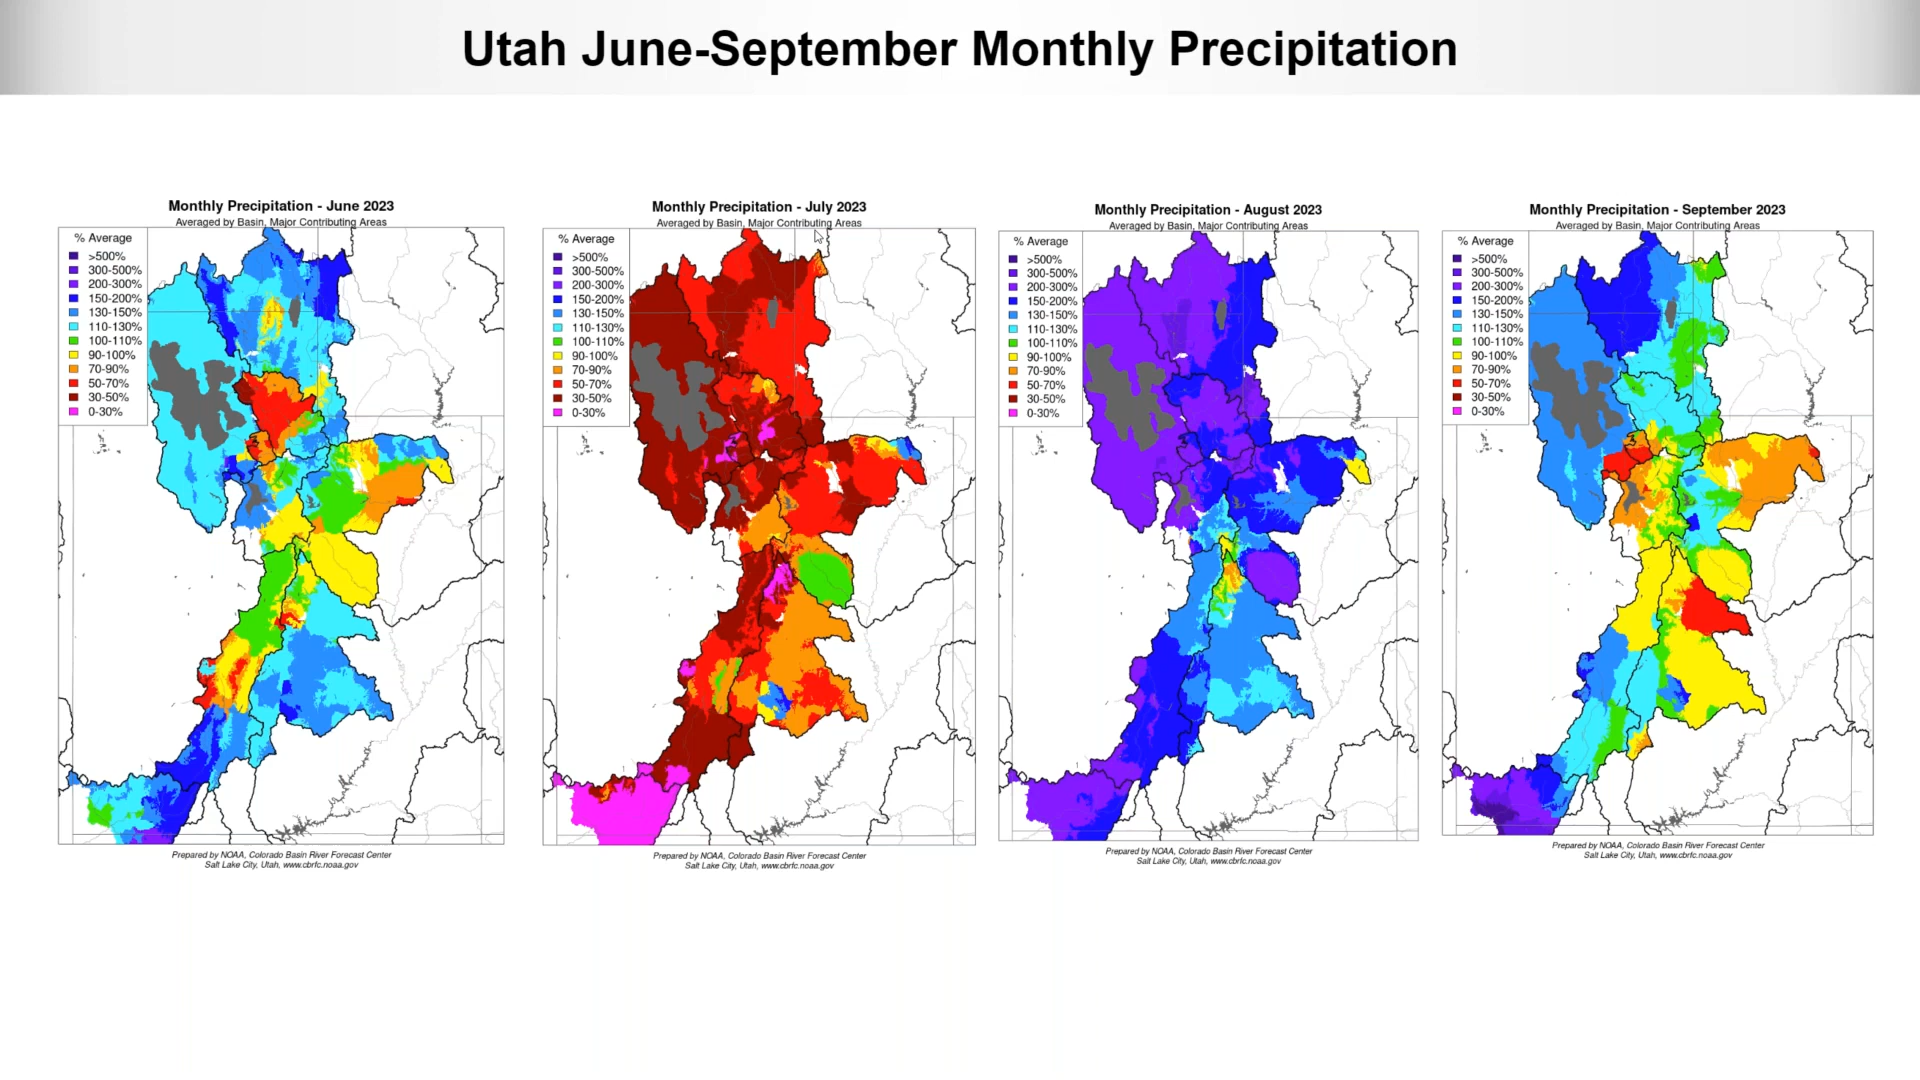 Utah June-September Monthly Precipitation
Monthly Precipitation - June 2023
Averaged by Basin, Major Contributing Areas
% Average
>500%
300-500%
200-300%
150-200%
130-150%
110-130%
100-110%
90-100%
70-90%
50-70%
30-50%
0-30%
Prepared by NOAA, Colorado Basin River Forecast Center
Salt Lake City, Utah, www.cbrfc.noaa.gov
Monthly Precipitation - July 2023
Averaged by Basin, Major Contributing Areas
% Average
>500%
300-500%
200-300%
150-200%
130-150%
110-130%
100-110%
90-100%
70-90%
50-70%
30-50%
0-30%
Prepared by NOAA, Colorado Basin River Forecast Center
Salt Lake City, Utah, www.cbrfc.noaa.gov
Monthly Precipitation - August 2023
Averaged by Basin, Major Contributing Areas
% Average
>500%
300-500%
200-300%
150-200%
130-150%
110-130%
100-110%
90-100%
70-90%
50-70%
30-50%
0-30%
Prepared by NOAA, Colorado Basin River Forecast Center
Salt Lake City, Utah, www.cbrfc.noaa.gov
Monthly Precipitation - September 2023
Averaged by Basin, Major Contributing Areas
% Average
>500%
300-500%
200-300%
150-200%
130-150%
110-130%
100-110%
90-100%
70-90%
50-70%
30-50%
0-30%
Prepared by NOAA, Colorado Basin River Forecast Center
Salt Lake City, Utah, www.cbrfc.noaa.gov